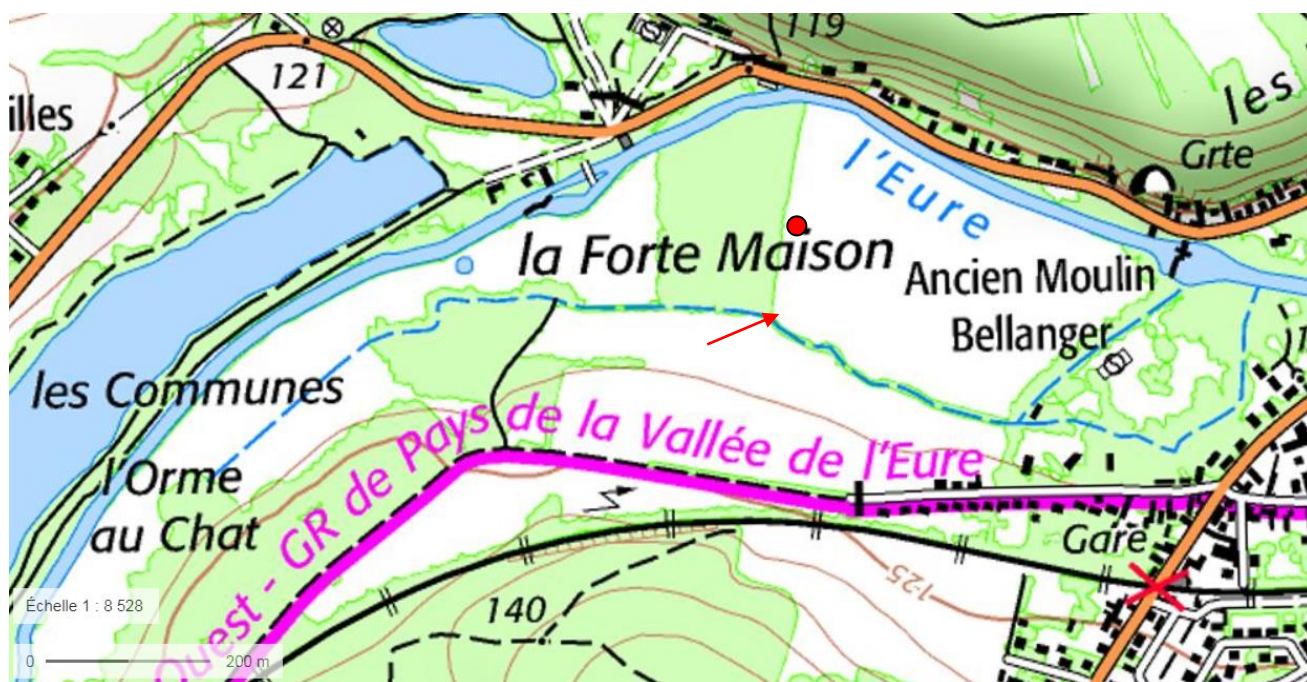 119
les
121
illes
Grte
l'Eure
la Forte Maison
Ancien Moulin
Bellanger
les Communes
l'Orme
au Chat
Ouest - GR de Pays de la Vallée de l'Eure
Gare
125
140
Échelle 1 : 8 528
0 200 m